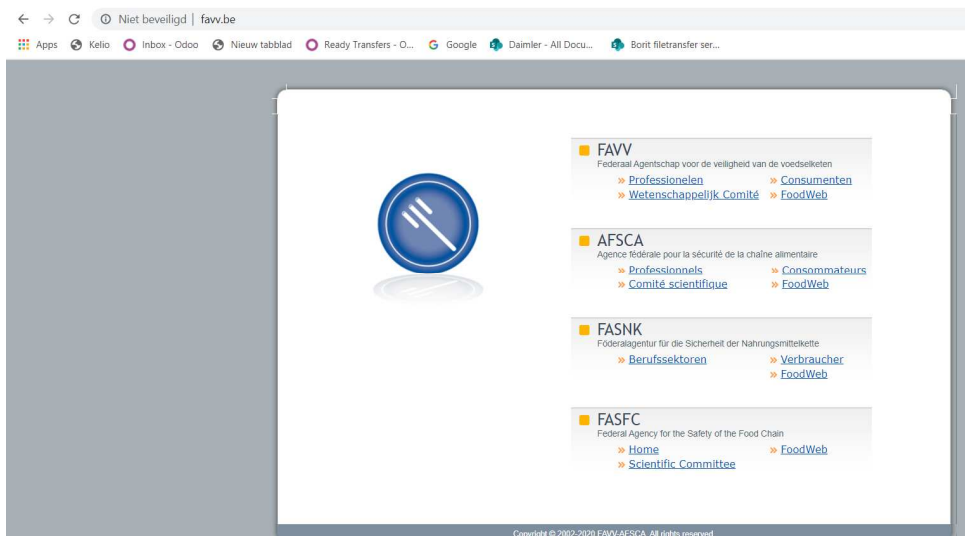 Niet beveiligd | favv.be
Apps Kelio Inbox - Odoo Nieuw tabblad Ready Transfers - O... Google Daimler - All Docu... Borit filetransfer ser...
FAVV
Federaal Agentschap voor de veiligheid van de voedselketen
» Professionelen » Consumenten
» Wetenschappelijk Comité » FoodWeb
AFSCA
Agence fédérale pour la sécurité de la chaîne alimentaire
» Professionnels » Consommateurs
» Comité scientifique » FoodWeb
FASNK
Föderalagentur für die Sicherheit der Nahrungsmittelkette
» Berufssektoren » Verbraucher
» FoodWeb
FASFC
Federal Agency for the Safety of the Food Chain
» Home » FoodWeb
» Scientific Committee
Copyright © 2002-2020 FAVV-AFSCA. All rights reserved